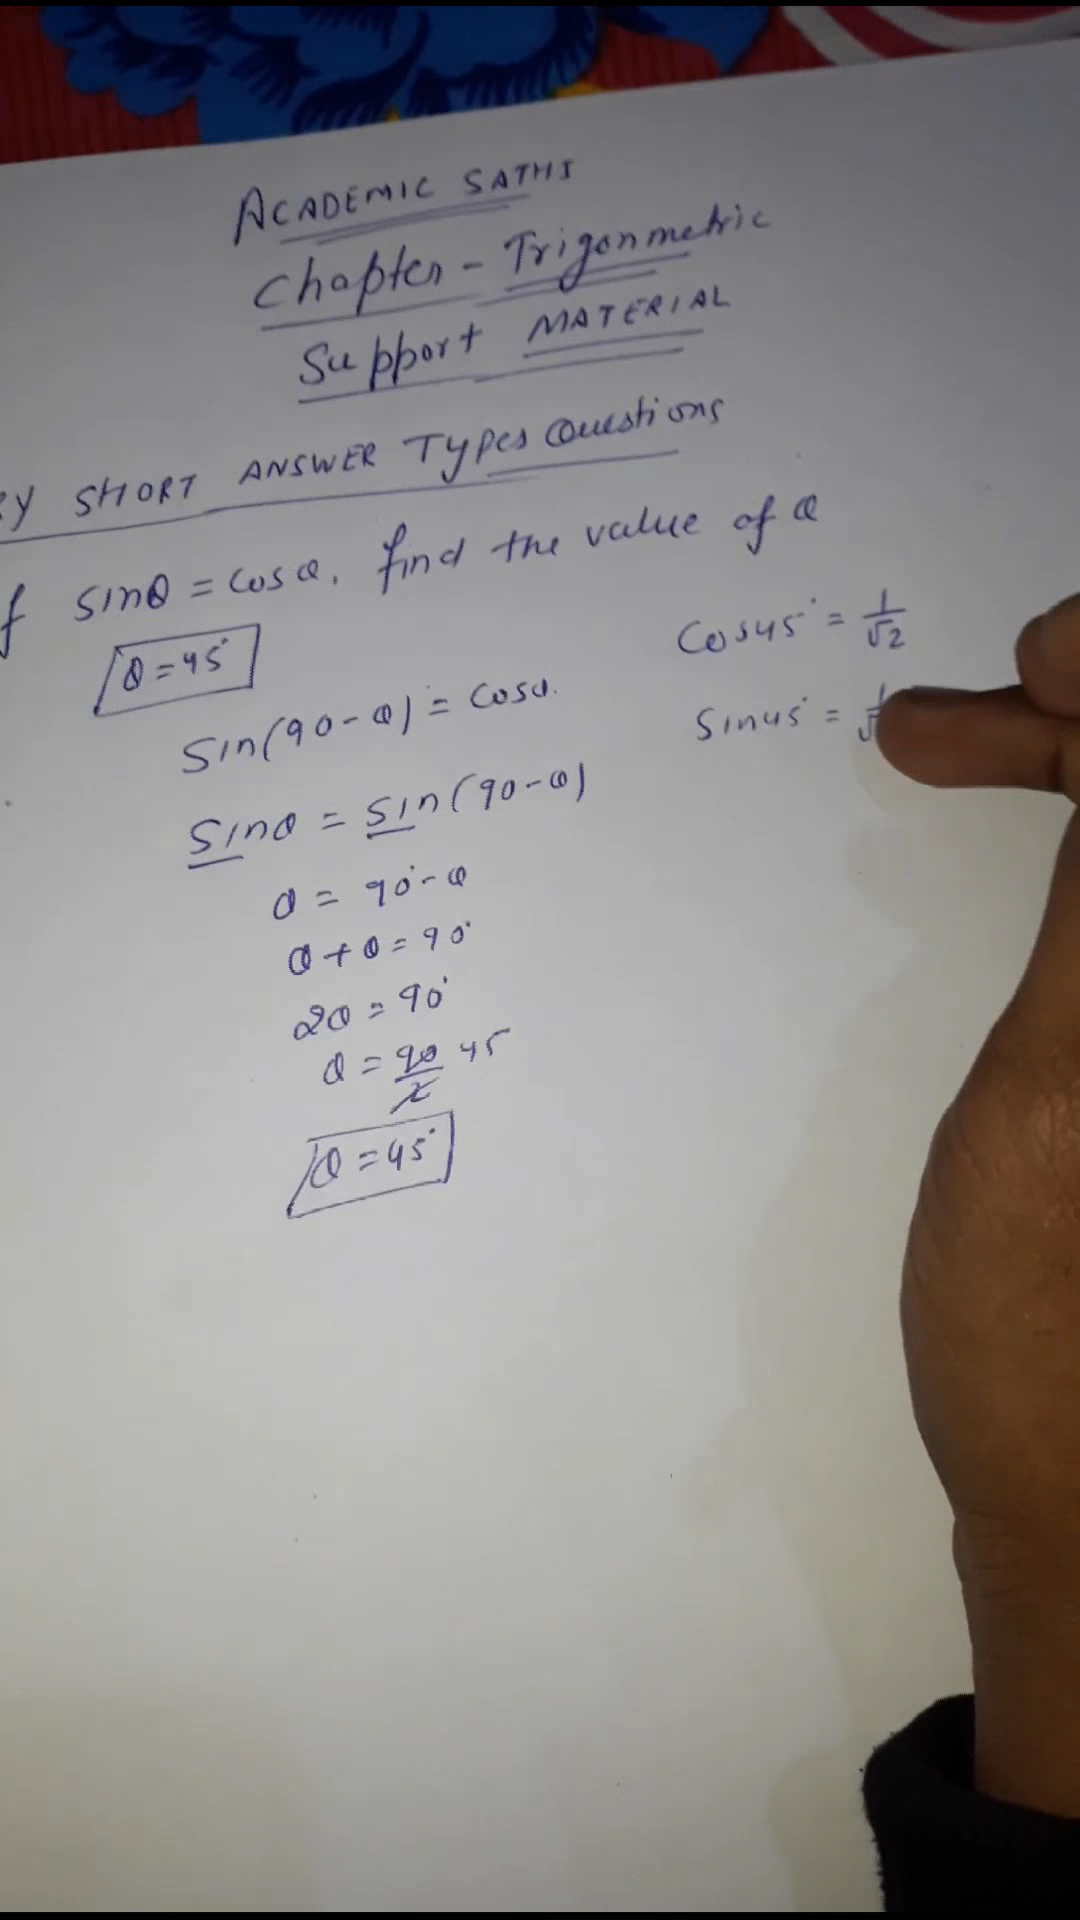 ACADEMIC SATHI
Chapter - Trigonmetric
Support MATERIAL
SHORT ANSWER Types Questions
sinθ = cosθ, find the value of θ
θ = 45°
cos45° = 1/√2
sin(90-θ) = cosθ.
sin45° =
sinθ = sin(90-θ)
θ = 90°-θ
θ+θ = 90°
2θ = 90°
θ = 90/2 45
θ = 45°